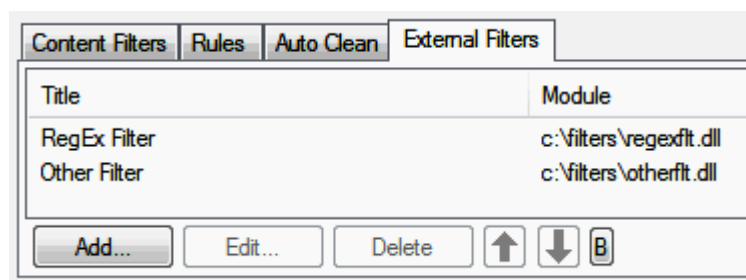 Content Filters Rules Auto Clean External Filters
Title Module
RegEx Filter c:\filters\regexflt.dll
Other Filter c:\filters\otherflt.dll
Add... Edit... Delete B